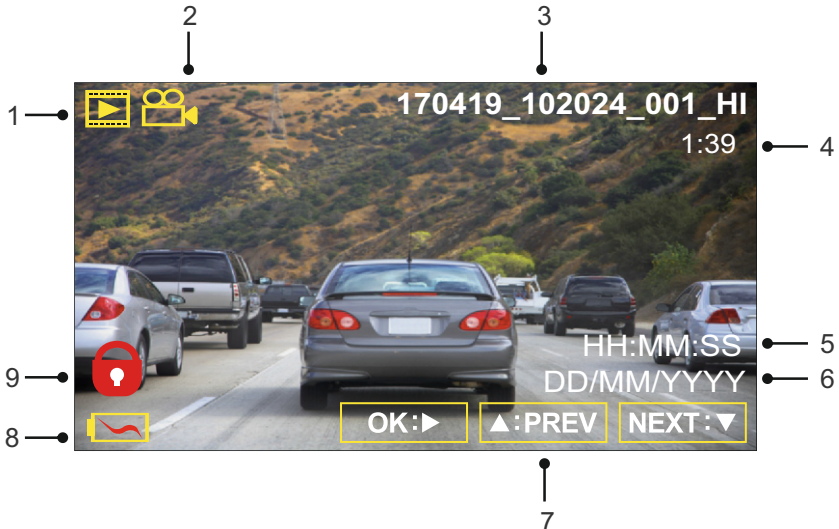 2
3
1
170419_102024_001_HI
1:39
4
HH:MM:SS
5
9
DD/MM/YYYY
6
8
OK:▶ ▲:PREV NEXT:▼
7